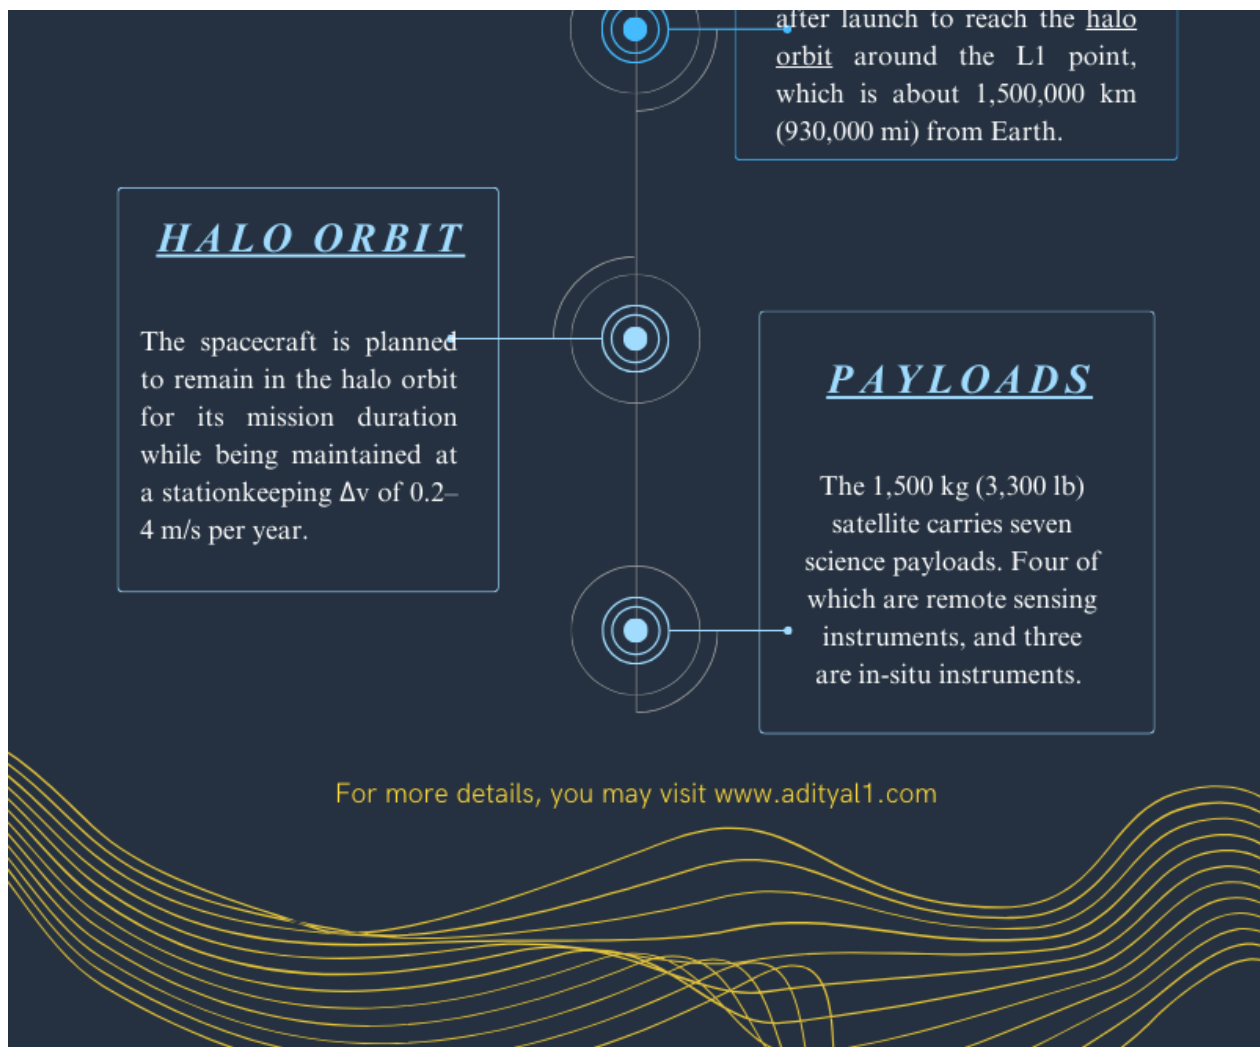 after launch to reach the halo
orbit around the L1 point,
which is about 1,500,000 km
(930,000 mi) from Earth.
HALO ORBIT
The spacecraft is planned
to remain in the halo orbit
for its mission duration
while being maintained at
a stationkeeping Δv of 0.2–
4 m/s per year.
PAYLOADS
The 1,500 kg (3,300 lb)
satellite carries seven
science payloads. Four of
which are remote sensing
instruments, and three
are in-situ instruments.
For more details, you may visit www.adityal1.com